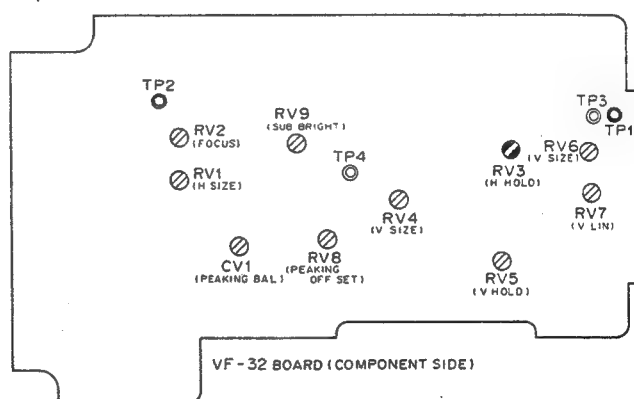 TP2
RV9
(SUB BRIGHT)
TP3
TP1
RV2
(FOCUS)
TP4
RV6
(V SIZE)
RV3
(H HOLD)
RV1
(H SIZE)
RV4
(V SIZE)
RV7
(V LIN)
CV1
(PEAKING BAL)
RV8
(PEAKING OFF SET)
RV5
(V HOLD)
VF-32 BOARD (COMPONENT SIDE)